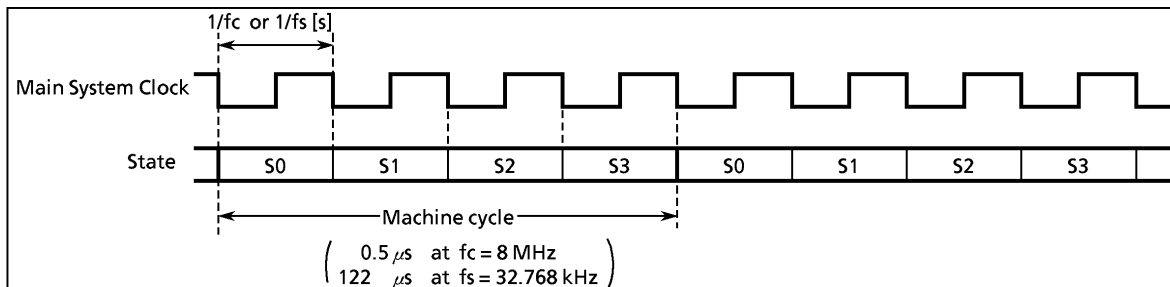 1/fc or 1/fs [s]
Main System Clock
State S0 S1 S2 S3 S0 S1 S2 S3
Machine cycle
0.5 μs at fc = 8 MHz
122 μs at fs = 32.768 kHz